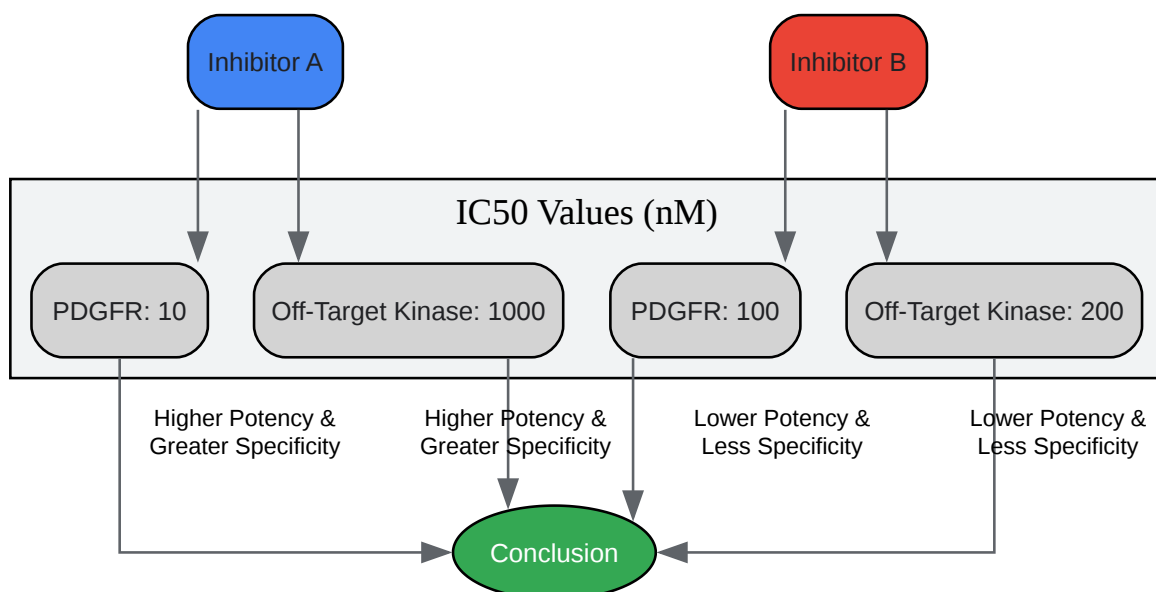 Inhibitor A
Inhibitor B
IC50 Values (nM)
PDGFR: 10
Off-Target Kinase: 1000
PDGFR: 100
Off-Target Kinase: 200
Higher Potency &
Greater Specificity
Higher Potency &
Greater Specificity
Lower Potency &
Less Specificity
Lower Potency &
Less Specificity
Conclusion